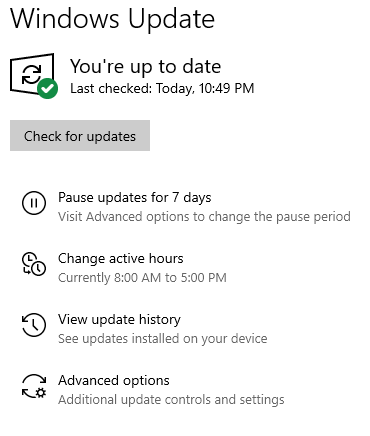 Windows Update
You're up to date
Last checked: Today, 10:49 PM
Check for updates
Pause updates for 7 days
Visit Advanced options to change the pause period
Change active hours
Currently 8:00 AM to 5:00 PM
View update history
See updates installed on your device
Advanced options
Additional update controls and settings